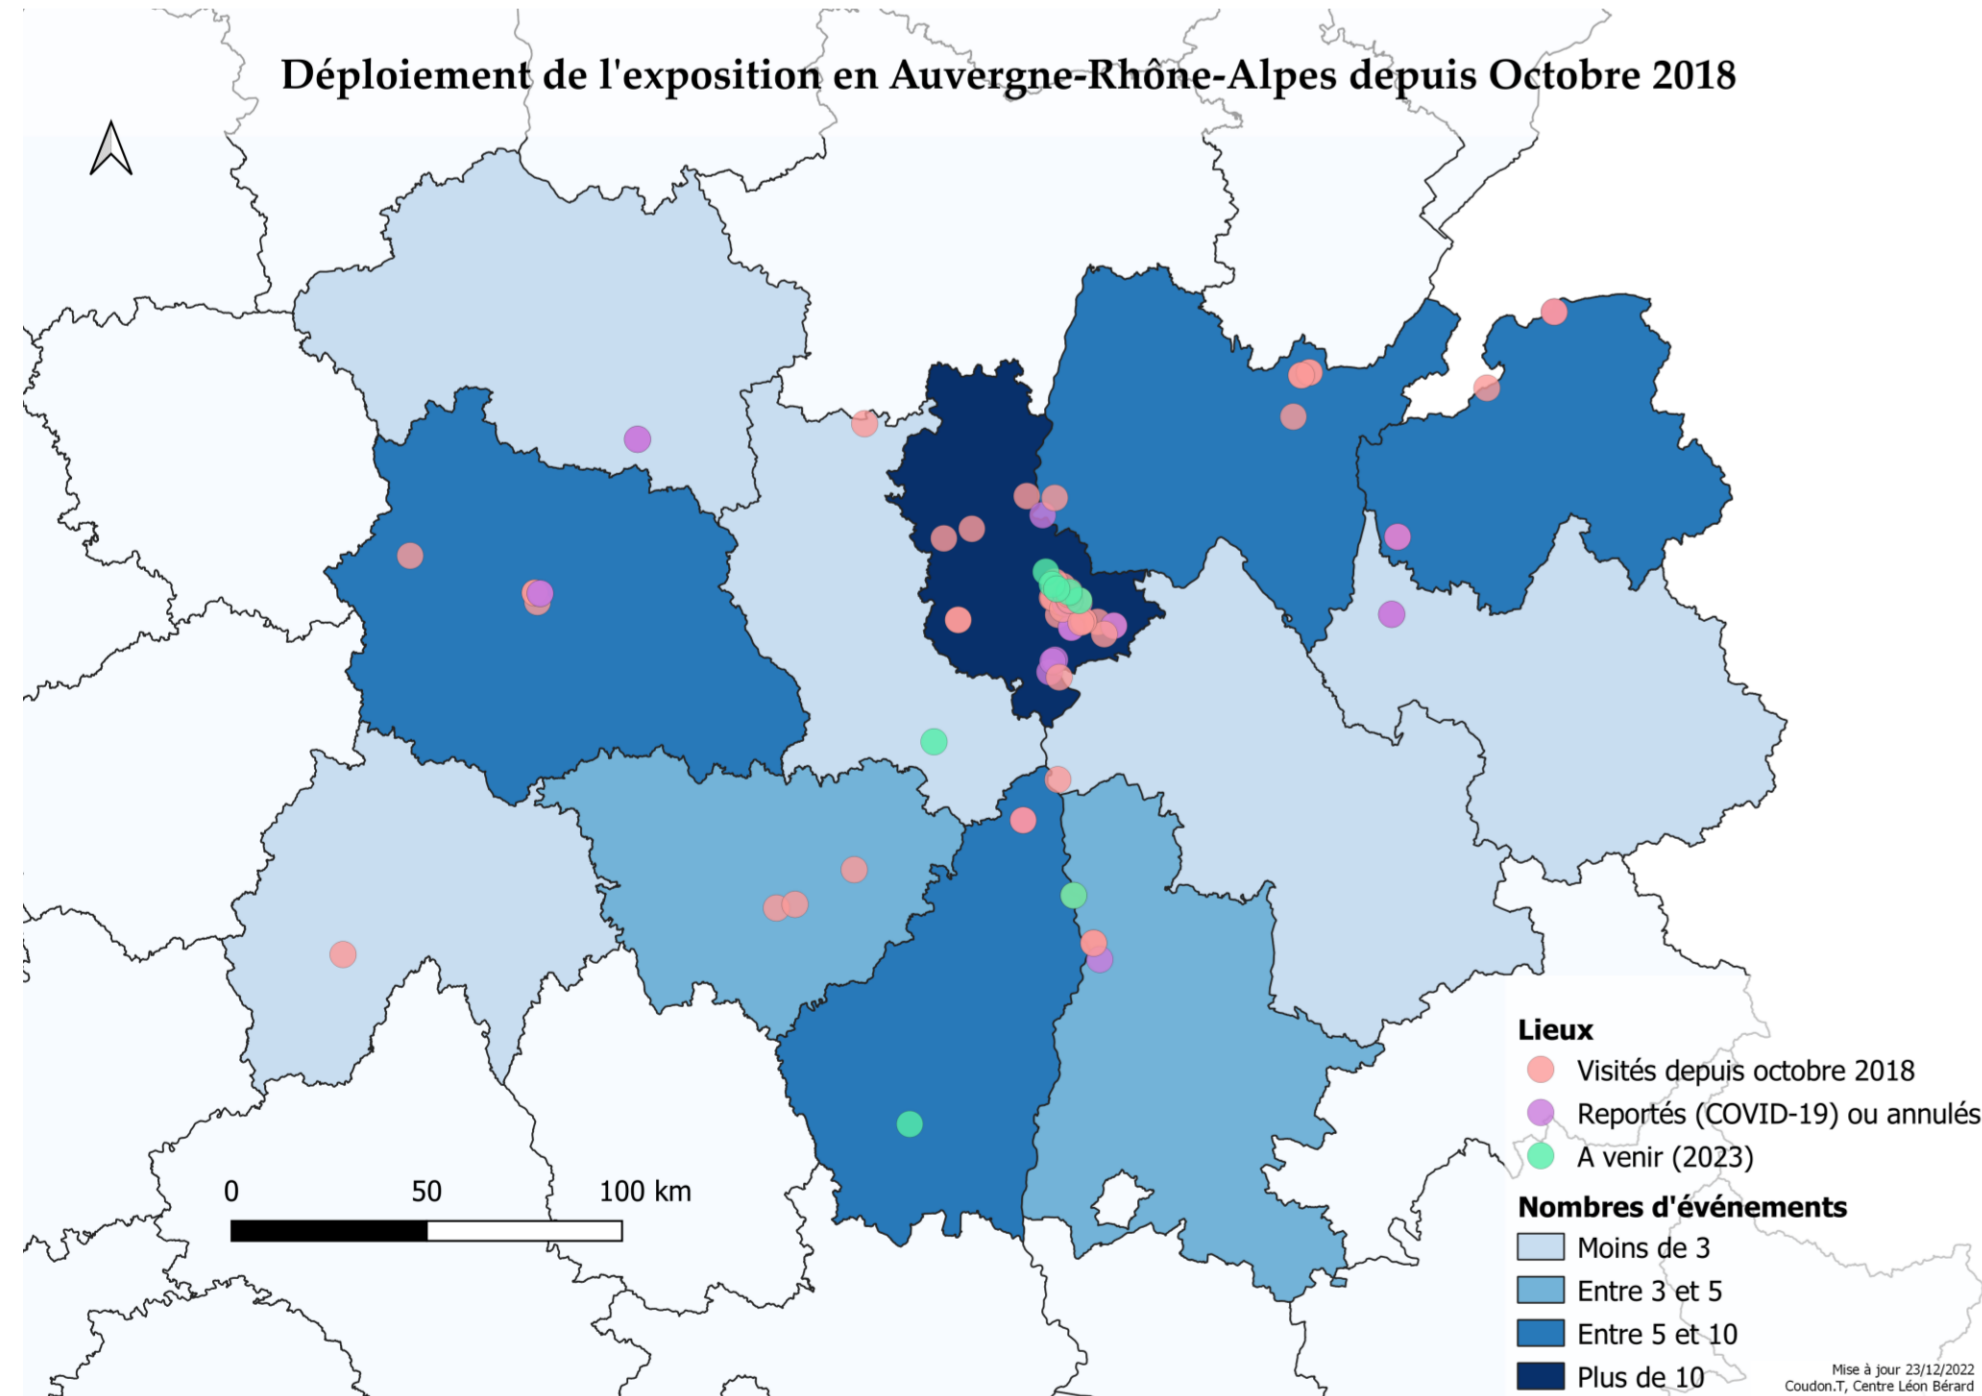 Déploiement de l'exposition en Auvergne-Rhône-Alpes depuis Octobre 2018
Lieux
Visités depuis octobre 2018
Reportés (COVID-19) ou annulés
A venir (2023)
0 50 100 km
Nombres d'événements
Moins de 3
Entre 3 et 5
Entre 5 et 10
Plus de 10
Mise à jour 23/12/2022
Coudon.T, Centre Léon Bérard